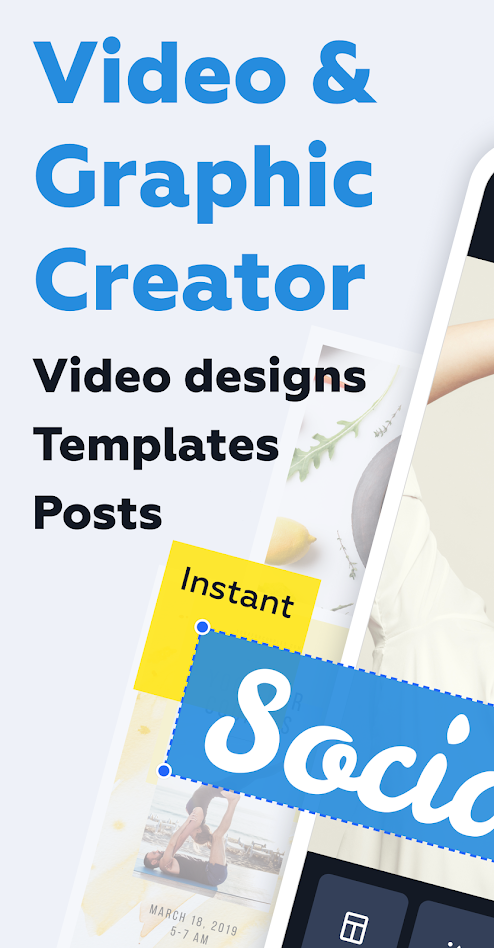 Video &
Graphic
Creator
Video designs
Templates
Posts
Instant
Socia
MARCH 18, 2019
5-7 AM